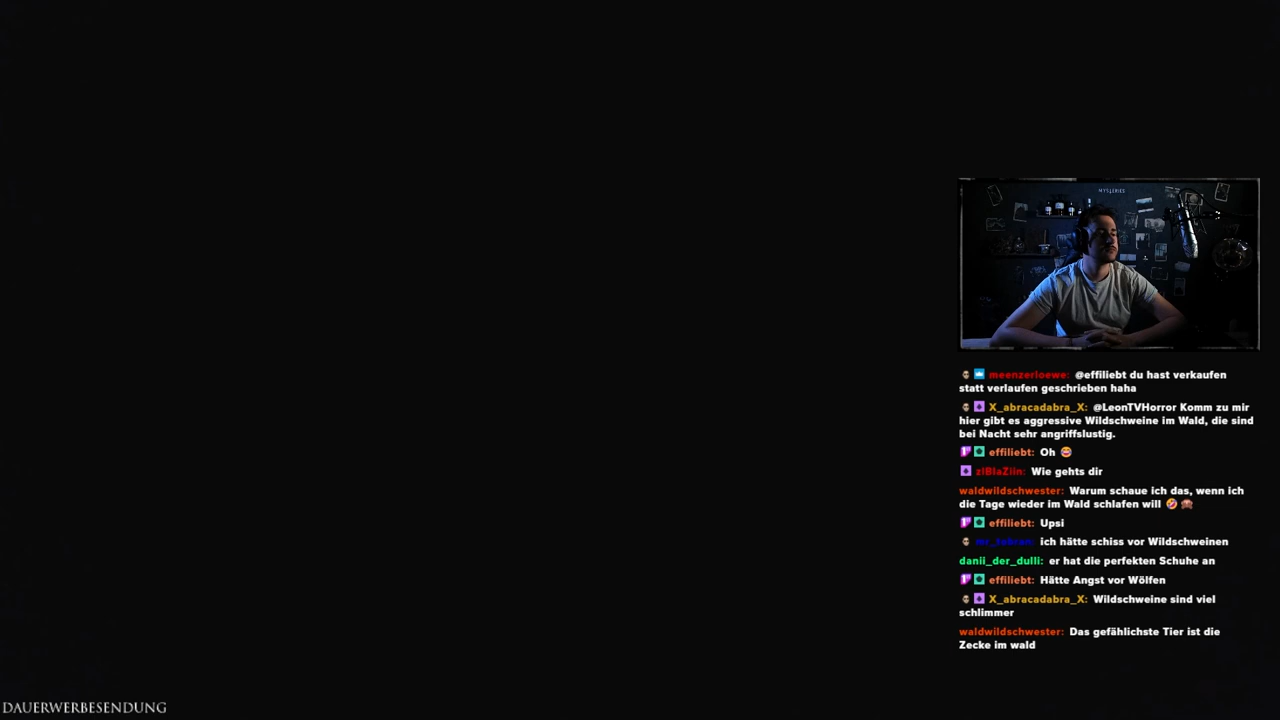 MYSTERIES
meenzerloewe: @effiliebt du hast verkaufen
statt verlaufen geschrieben haha
X_abracadabra_X: @LeonTVHorror Komm zu mir
hier gibt es aggressive Wildschweine im Wald, die sind
bei Nacht sehr angriffslustig.
effiliebt: Oh 😂
zIBlaZiin: Wie gehts dir
waldwildschwester: Warum schaue ich das, wenn ich
die Tage wieder im Wald schlafen will 🤣 🙈
effiliebt: Upsi
ich hätte schiss vor Wildschweinen
danii_der_dulli: er hat die perfekten Schuhe an
effiliebt: Hätte Angst vor Wölfen
X_abracadabra_X: Wildschweine sind viel
schlimmer
waldwildschwester: Das gefählichste Tier ist die
Zecke im wald
DAUERWERBESENDUNG